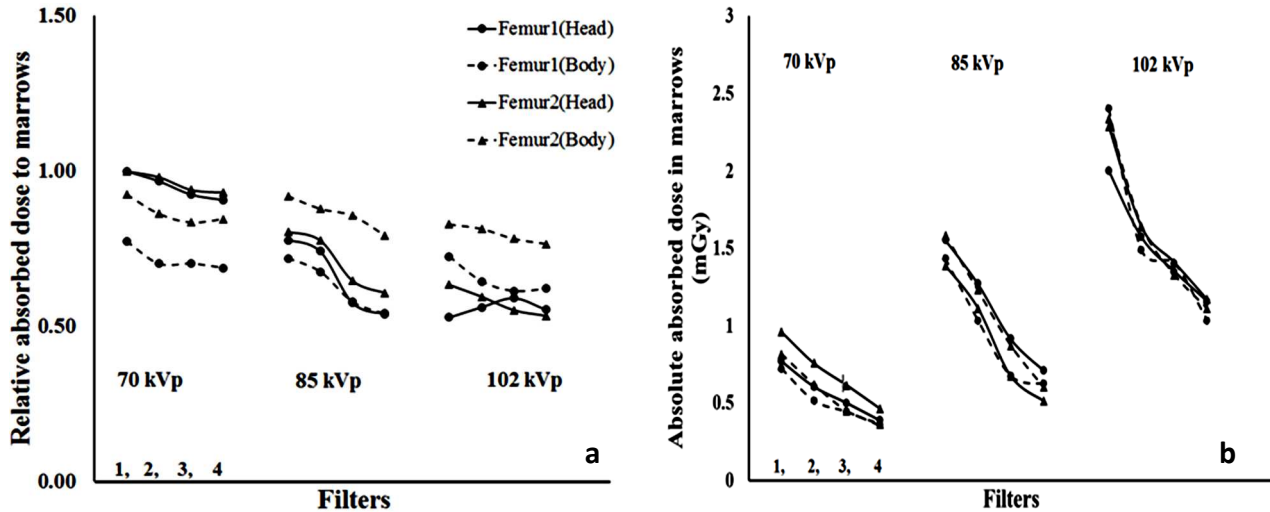 Relative absorbed dose to marrows
1.50
1.00
0.50
0.00
Femur1(Head)
Femur1(Body)
Femur2(Head)
Femur2(Body)
70 kVp
85 kVp
102 kVp
1, 2, 3, 4
a
Filters
Absolute absorbed dose in marrows
(mGy)
3
2.5
2
1.5
1
0.5
0
70 kVp
85 kVp
102 kVp
1, 2, 3, 4
b
Filters